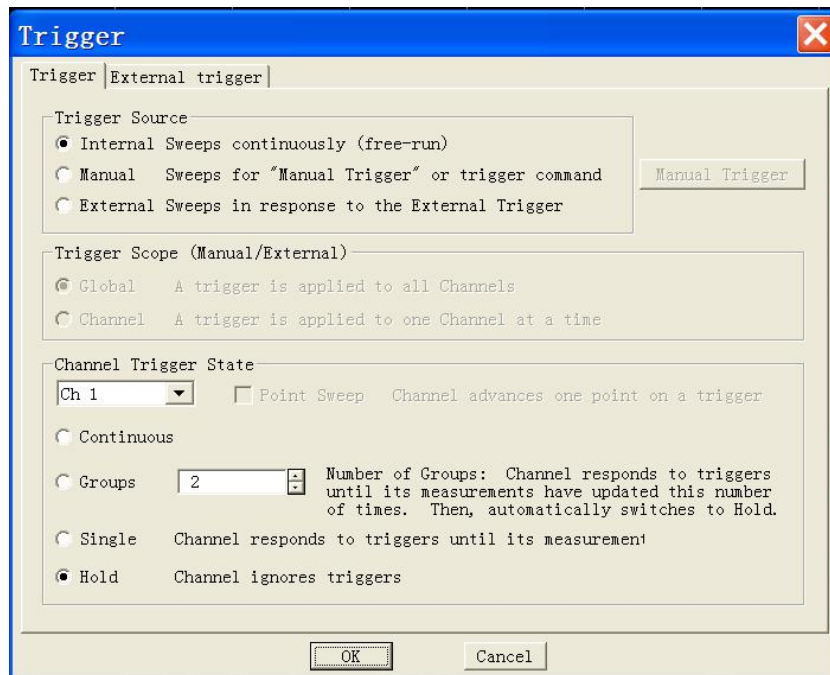 Trigger
Trigger External trigger
Trigger Source
Internal Sweeps continuously (free-run)
Manual Sweeps for "Manual Trigger" or trigger command
Manual Trigger
External Sweeps in response to the External Trigger
Trigger Scope (Manual/External)
Global A trigger is applied to all Channels
Channel A trigger is applied to one Channel at a time
Channel Trigger State
Ch 1 Point Sweep Channel advances one point on a trigger
Continuous
Groups 2 Number of Groups: Channel responds to triggers
until its measurements have updated this number
of times. Then, automatically switches to Hold.
Single Channel responds to triggers until its measurement
Hold Channel ignores triggers
OK Cancel